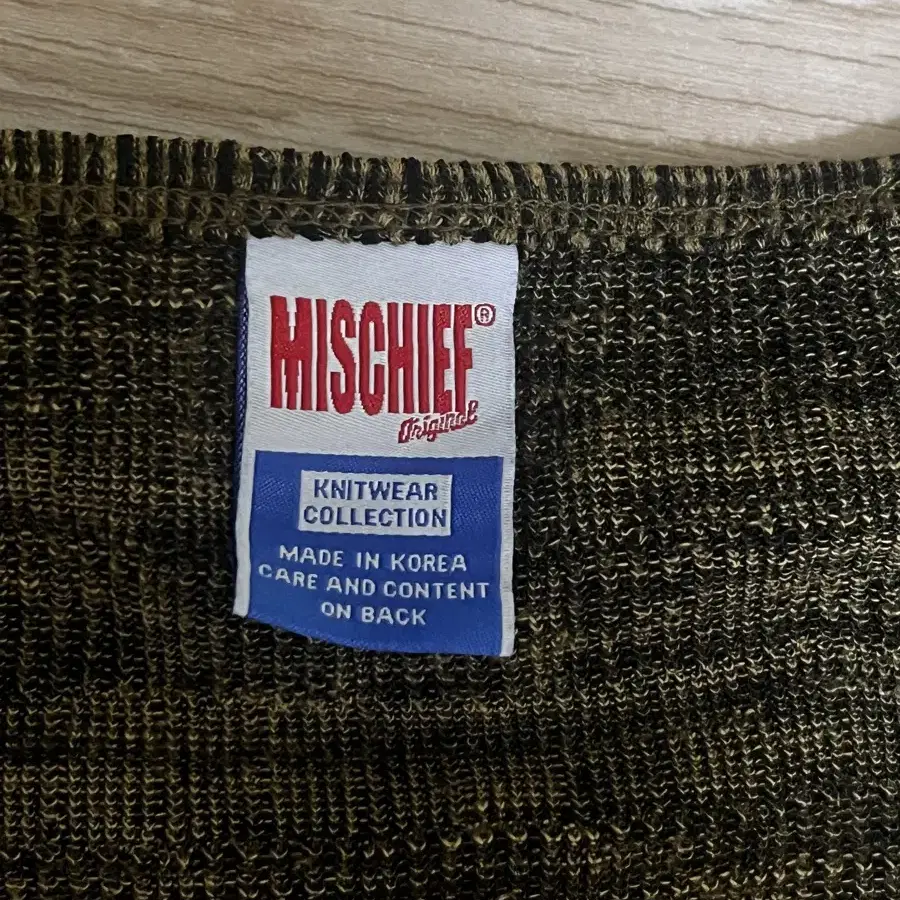 MISCHIEF®
Original
KNITWEAR
COLLECTION
MADE IN KOREA
CARE AND CONTENT
ON BACK